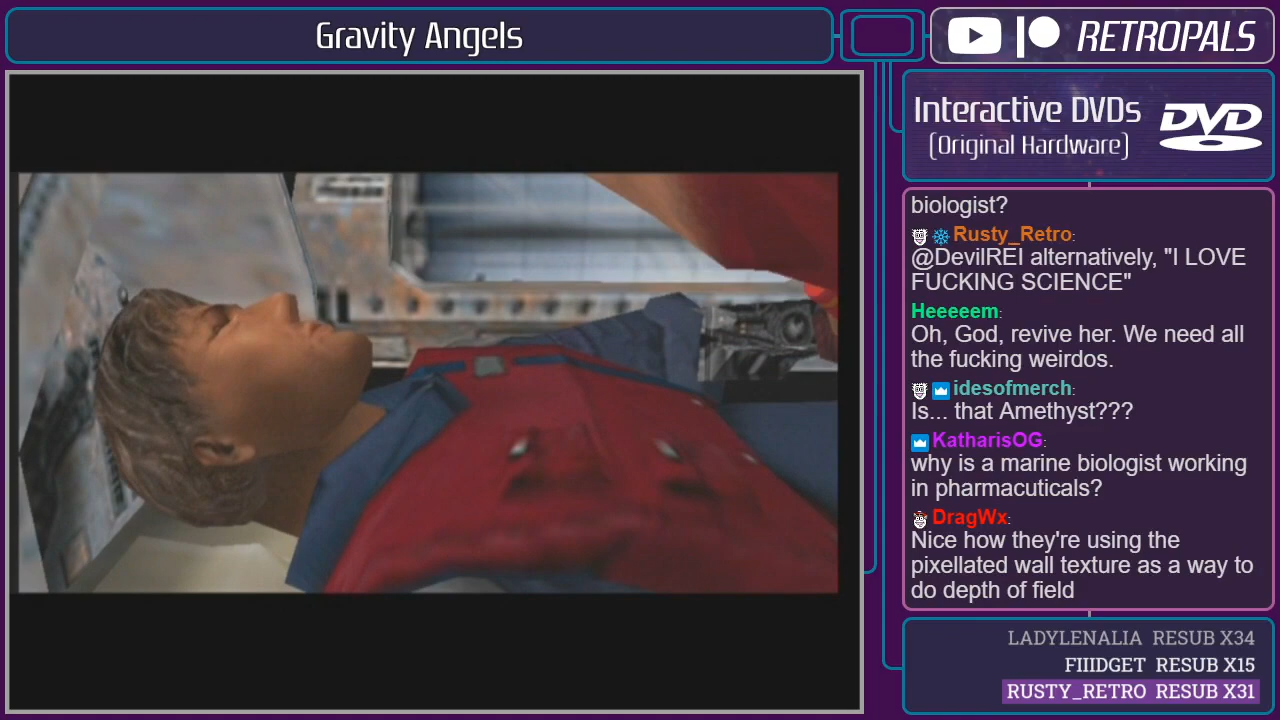 Gravity Angels
RETROPALS
Interactive DVDs
(Original Hardware)
DVD
biologist?
Rusty_Retro:
@DevilREI alternatively, "I LOVE
FUCKING SCIENCE"
Heeeeem:
Oh, God, revive her. We need all
the fucking weirdos.
idesofmerch:
Is... that Amethyst???
KatharisOG:
why is a marine biologist working
in pharmacuticals?
DragWx:
Nice how they're using the
pixellated wall texture as a way to
do depth of field
LADYLENALIA RESUB X34
FIIIDGET RESUB X15
RUSTY_RETRO RESUB X31